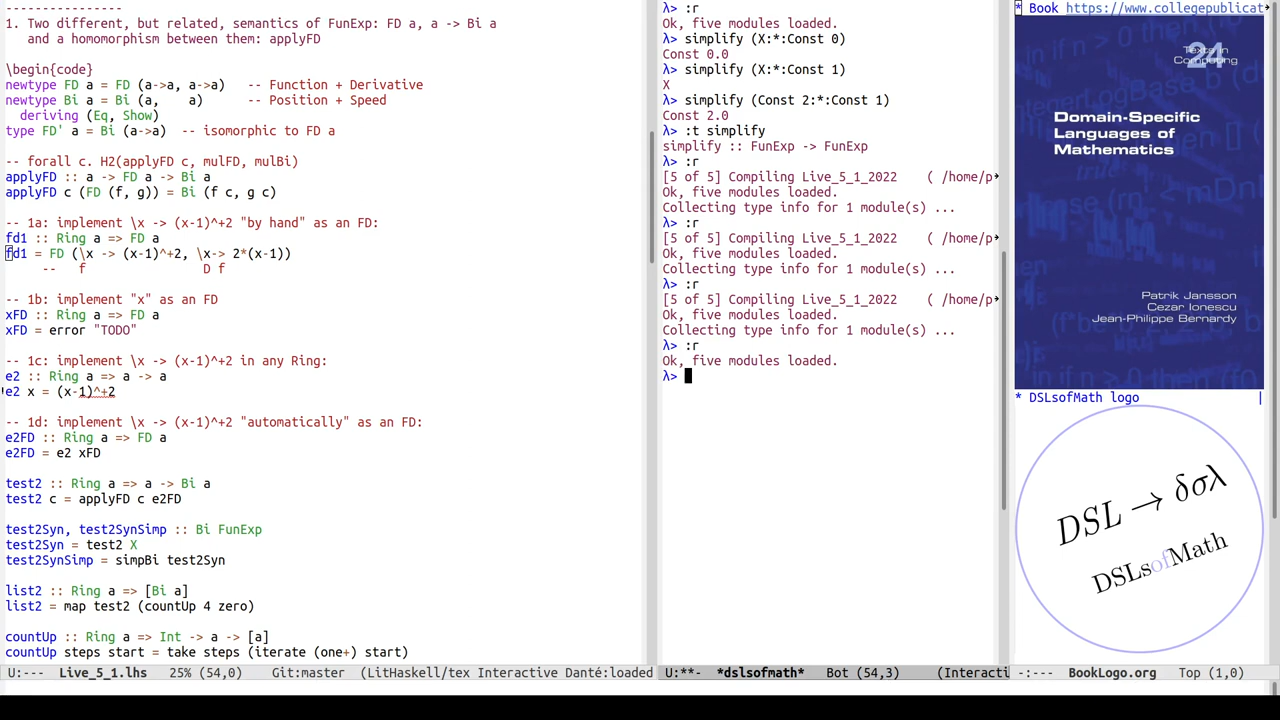 ---------------
1. Two different, but related, semantics of FunExp: FD a, a -> Bi a
and a homomorphism between them: applyFD
\begin{code}
newtype FD a = FD (a->a, a->a)   -- Function + Derivative
newtype Bi a = Bi (a,    a)   -- Position + Speed
deriving (Eq, Show)
type FD' a = Bi (a->a)  -- isomorphic to FD a
-- forall c. H2(applyFD c, mulFD, mulBi)
applyFD :: a -> FD a -> Bi a
applyFD c (FD (f, g)) = Bi (f c, g c)
-- 1a: implement \x -> (x-1)^+2 "by hand" as an FD:
fd1 :: Ring a => FD a
fd1 = FD (\x -> (x-1)^+2, \x-> 2*(x-1))
--   f                D f
-- 1b: implement "x" as an FD
xFD :: Ring a => FD a
xFD = error "TODO"
-- 1c: implement \x -> (x-1)^+2 in any Ring:
e2 :: Ring a => a -> a
e2 x = (x-1)^+2
-- 1d: implement \x -> (x-1)^+2 "automatically" as an FD:
e2FD :: Ring a => FD a
e2FD = e2 xFD
test2 :: Ring a => a -> Bi a
test2 c = applyFD c e2FD
test2Syn, test2SynSimp :: Bi FunExp
test2Syn = test2 X
test2SynSimp = simpBi test2Syn
list2 :: Ring a => [Bi a]
list2 = map test2 (countUp 4 zero)
countUp :: Ring a => Int -> a -> [a]
countUp steps start = take steps (iterate (one+) start)
U:---  Live_5_1.lhs   25% (54,0)    Git:master  (LitHaskell/tex Interactive Danté:loaded
λ> :r
Ok, five modules loaded.
λ> simplify (X:*:Const 0)
Const 0.0
λ> simplify (X:*:Const 1)
X
λ> simplify (Const 2:*:Const 1)
Const 2.0
λ> :t simplify
simplify :: FunExp -> FunExp
λ> :r
[5 of 5] Compiling Live_5_1_2022    ( /home/p
Ok, five modules loaded.
Collecting type info for 1 module(s) ...
λ> :r
[5 of 5] Compiling Live_5_1_2022    ( /home/p
Ok, five modules loaded.
Collecting type info for 1 module(s) ...
λ> :r
[5 of 5] Compiling Live_5_1_2022    ( /home/p
Ok, five modules loaded.
Collecting type info for 1 module(s) ...
λ> :r
Ok, five modules loaded.
λ>
U:**-  *dslsofmath*   Bot (54,3)     (Interacti
* Book https://www.collegepublicat
24
Texts in
Computing
Domain-Specific
Languages of
Mathematics
Patrik Jansson
Cezar Ionescu
Jean-Philippe Bernardy
* DSLsofMath logo |
DSL → δσλ
DSLsofMath
-:---  BookLogo.org   Top (1,0)